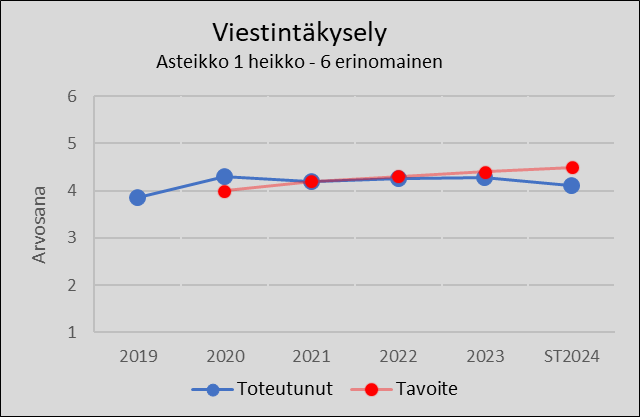 Viestintäkysely
Asteikko 1 heikko - 6 erinomainen
6
5
4
3
2
1
Arvosana
2019 2020 2021 2022 2023 ST2024
Toteutunut Tavoite